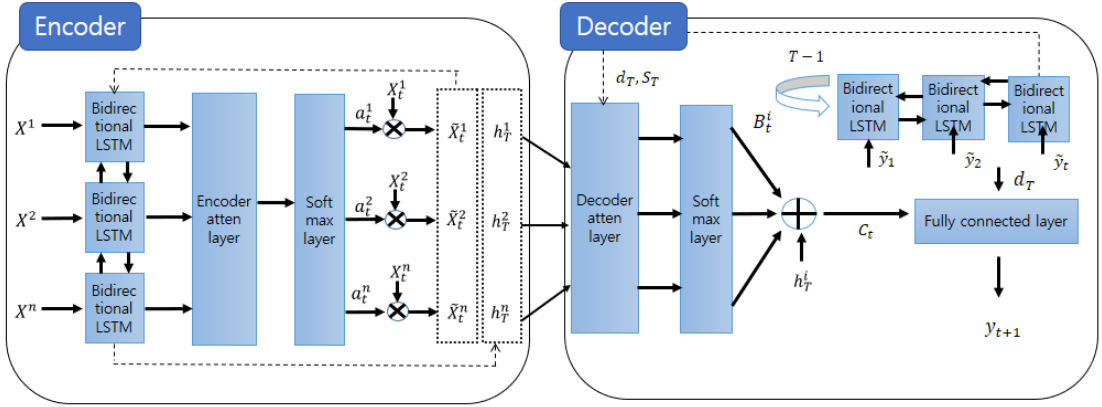 Encoder
X^1
X^2
X^n
Bidirec
tional
LSTM
Bidirec
tional
LSTM
Bidirec
tional
LSTM
Encoder
atten
layer
Soft
max
layer
a_t^1
a_t^2
a_t^n
X_t^1
X_t^2
X_t^n
X̃_t^1
X̃_t^2
X̃_t^n
h_T^1
h_T^2
h_T^n
Decoder
d_T, S_T
Decoder
atten
layer
Soft
max
layer
B_t^i
h_T^i
C_t
T − 1
Bidirect
ional
LSTM
Bidirect
ional
LSTM
Bidirect
ional
LSTM
ỹ_1
ỹ_2
ỹ_t
d_T
Fully connected layer
y_{t+1}